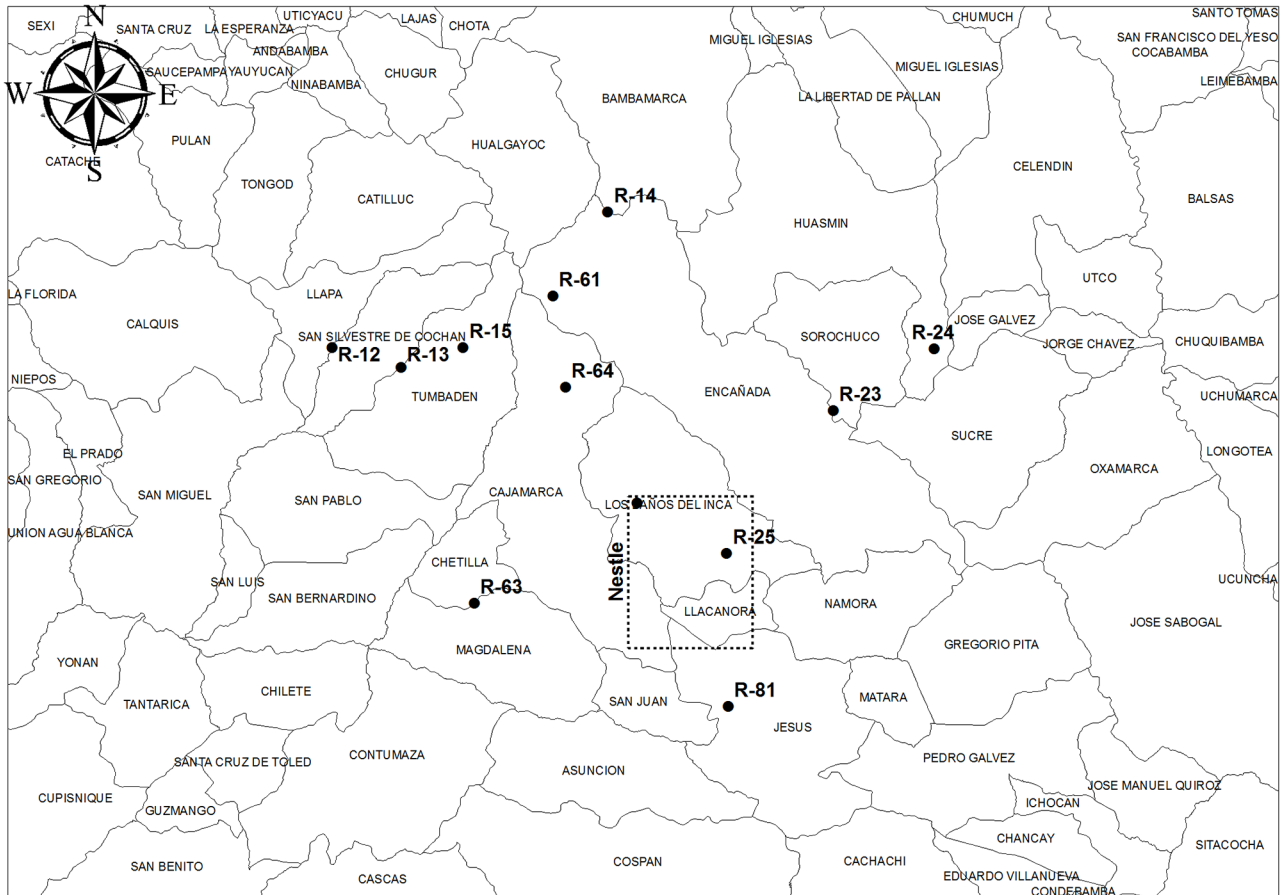 SEXI
N
SANTA CRUZ
LA ESPERANZA
UTICYACU
LAJAS
CHOTA
CHUMUCH
SANTO TOMAS
MIGUEL IGLESIAS
SAN FRANCISCO DEL YESO
ANDABAMBA
COCABAMBA
SAUCEPAMPA
YAUYUCAN
NINABAMBA
CHUGUR
MIGUEL IGLESIAS
LEIMEBAMBA
W
E
BAMBAMARCA
LA LIBERTAD DE PALLAN
PULAN
HUALGAYOC
CATACHE
S
CELENDIN
TONGOD
CATILLUC
R-14
BALSAS
HUASMIN
UTCO
R-61
LA FLORIDA
LLAPA
CALQUIS
JOSE GALVEZ
SAN SILVESTRE DE COCHAN
R-15
SOROCHUCO
R-24
JORGE CHAVEZ
CHUQUIBAMBA
R-12
R-13
R-64
NIEPOS
TUMBADEN
ENCAÑADA
R-23
UCHUMARCA
SUCRE
EL PRADO
LONGOTEA
OXAMARCA
SAN GREGORIO
SAN MIGUEL
SAN PABLO
CAJAMARCA
LOS BAÑOS DEL INCA
UNION AGUA BLANCA
R-25
CHETILLA
Nestle
SAN LUIS
R-63
UCUNCHA
SAN BERNARDINO
LLACANORA
NAMORA
JOSE SABOGAL
MAGDALENA
GREGORIO PITA
YONAN
CHILETE
R-81
TANTARICA
SAN JUAN
MATARA
JESUS
CONTUMAZA
SANTA CRUZ DE TOLED
PEDRO GALVEZ
ASUNCION
JOSE MANUEL QUIROZ
CUPISNIQUE
GUZMANGO
ICHOCAN
CHANCAY
SITACOCHA
SAN BENITO
COSPAN
CACHACHI
CASCAS
EDUARDO VILLANUEVA
CONDEBAMBA